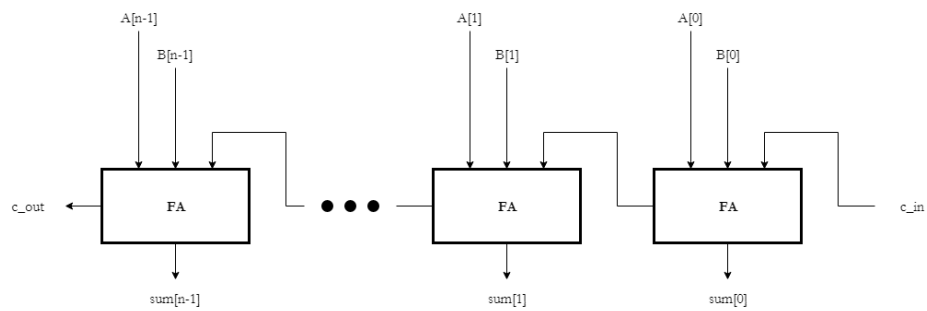 A[n-1]
A[1]
A[0]
B[n-1]
B[1]
B[0]
c_out
FA
FA
FA
c_in
sum[n-1]
sum[1]
sum[0]